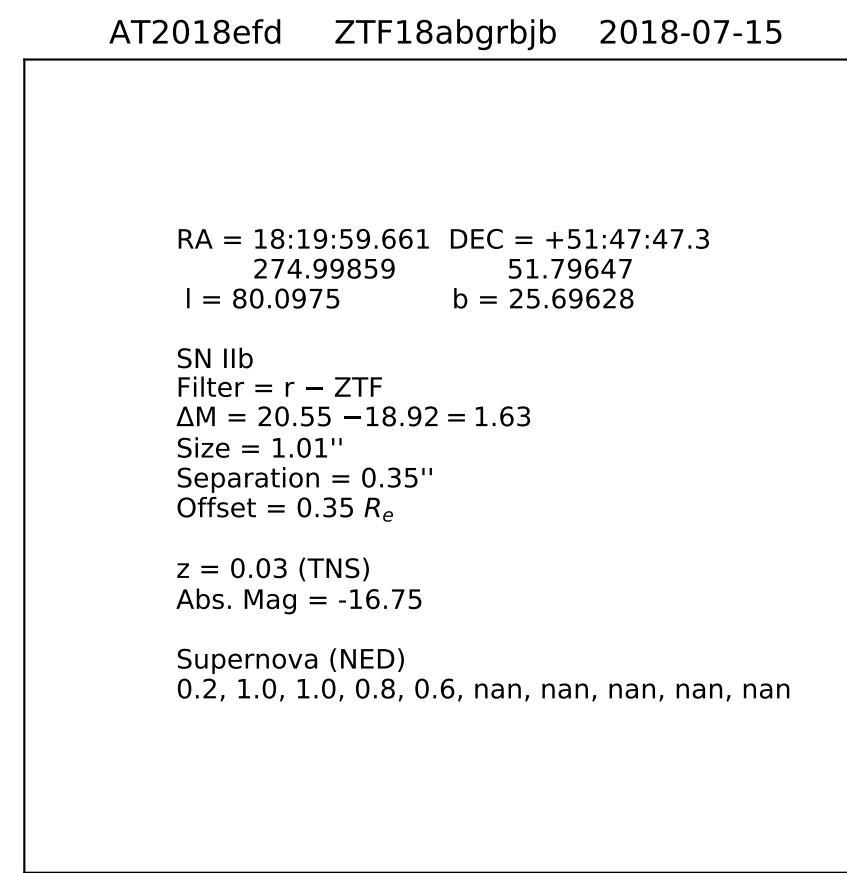 AT2018efd ZTF18abgrbjb 2018-07-15
RA = 18:19:59.661 DEC = +51:47:47.3
274.99859 51.79647
l = 80.0975 b = 25.69628
SN IIb
Filter = r − ZTF
ΔM = 20.55 −18.92 = 1.63
Size = 1.01''
Separation = 0.35''
Offset = 0.35 Re
z = 0.03 (TNS)
Abs. Mag = -16.75
Supernova (NED)
0.2, 1.0, 1.0, 0.8, 0.6, nan, nan, nan, nan, nan